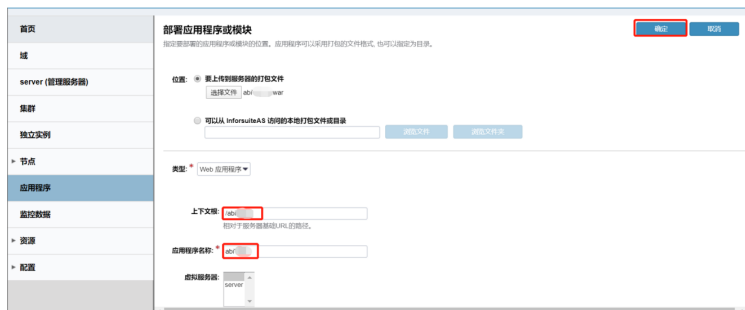 首页
域
server (管理服务器)
集群
独立实例
节点
应用程序
监控数据
资源
配置
部署应用程序或模块
确定
取消
指定要部署的应用程序或模块的位置。应用程序可以采用打包的文件格式, 也可以指定为目录。
位置:
要上传到服务器的打包文件
选择文件 abi war
可以从 InforsuiteAS 访问的本地打包文件或目录
浏览文件
浏览文件夹
类型: * Web 应用程序
上下文根: /abi
相对于服务器基础URL的路径。
应用程序名称: * abi
虚拟服务器:
server